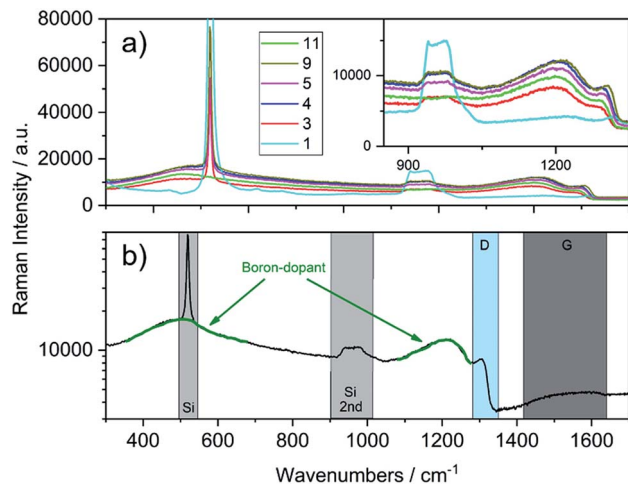 Raman Intensity / a.u.
80000
60000
40000
20000
0
a)
11
9
5
4
3
1
10000
0
900
1200
b)
10000
Boron-dopant
Si
Si
2nd
D
G
400
600
800
1000
1200
1400
1600
Wavenumbers / cm-1